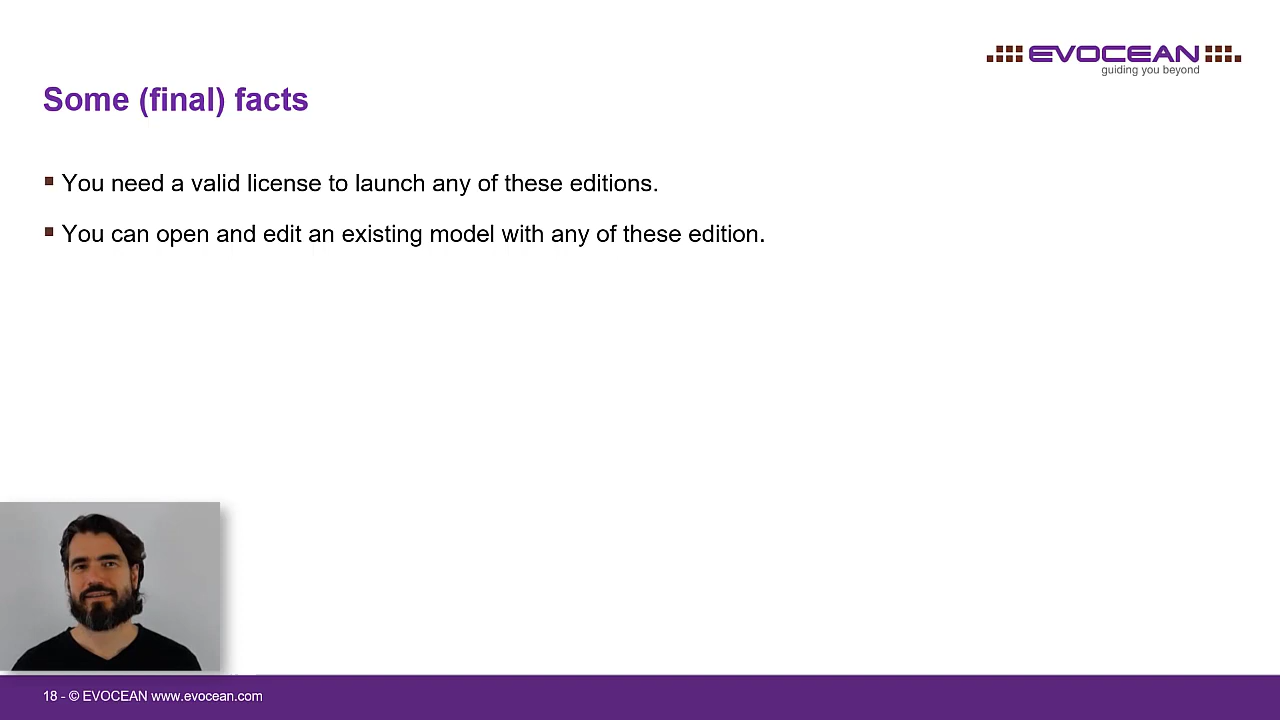 EVOCEAN
guiding you beyond
Some (final) facts
You need a valid license to launch any of these editions.
You can open and edit an existing model with any of these edition.
18 - © EVOCEAN www.evocean.com